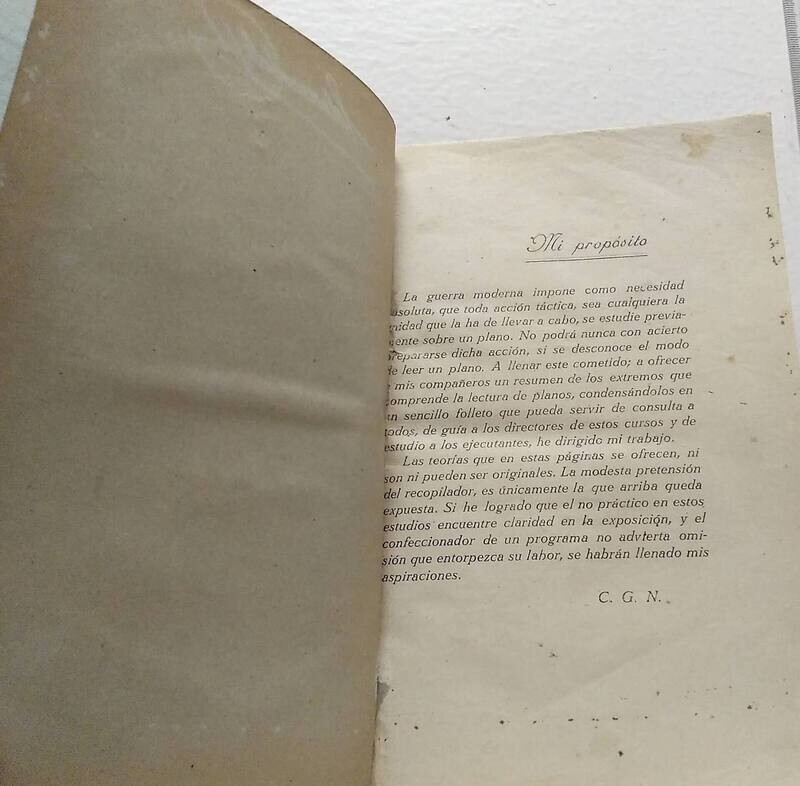 Mi propósito
La guerra moderna impone como necesidad
absoluta, que toda acción táctica, sea cualquiera la
unidad que la ha de llevar a cabo, se estudie previa-
mente sobre un plano. No podrá nunca con acierto
prepararse dicha acción, si se desconoce el modo
de leer un plano. A llenar este cometido; a ofrecer
a mis compañeros un resumen de los extremos que
comprende la lectura de planos, condensándolos en
un sencillo folleto que pueda servir de consulta a
todos, de guía a los directores de estos cursos y de
estudio a los ejecutantes, he dirigido mi trabajo.
Las teorías que en estas páginas se ofrecen, ni
son ni pueden ser originales. La modesta pretensión
del recopilador, es únicamente la que arriba queda
expuesta. Si he logrado que el no práctico en estos
estudios encuentre claridad en la exposición, y el
confeccionador de un programa no advierta omi-
sión que entorpezca su labor, se habrán llenado mis
aspiraciones.
C. G. N.